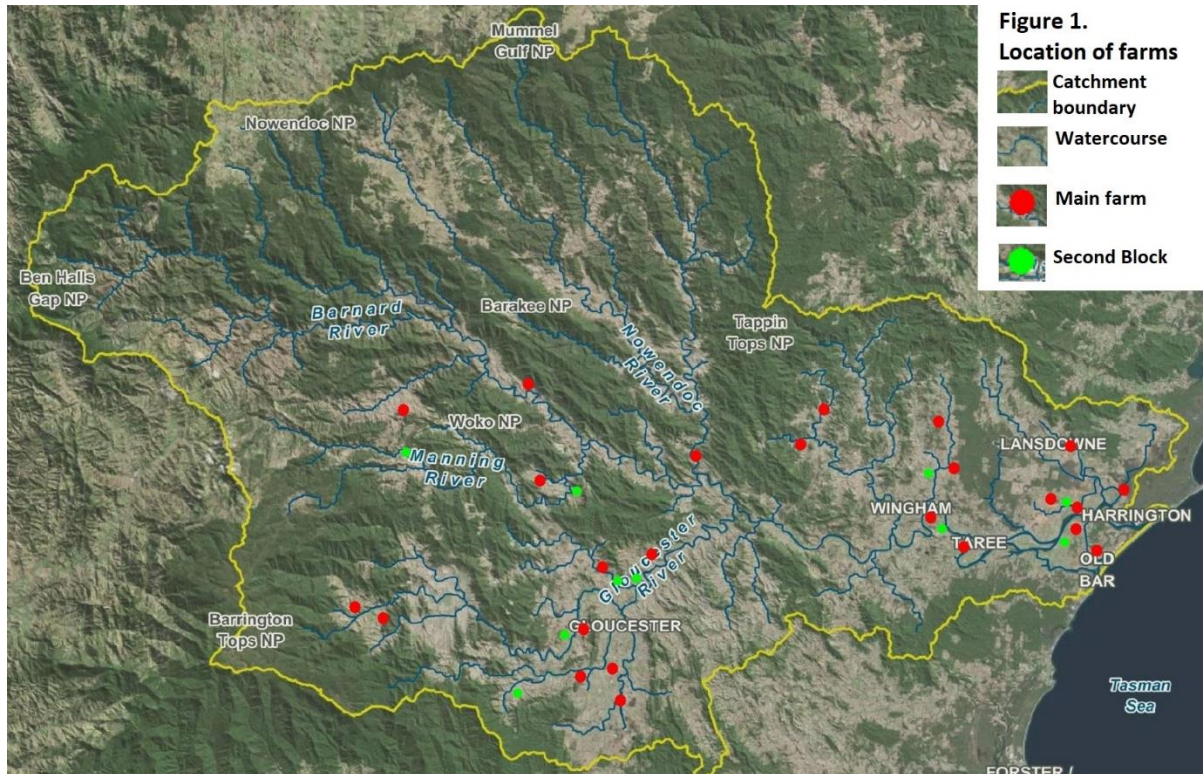 Figure 1.
Location of farms
Catchment
boundary
Watercourse
Main farm
Second Block
Mummel
Gulf NP
Nowendoc NP
Ben Halls
Gap NP
Barnard
River
Barakee NP
Nowendoc
River
Tappin
Tops NP
Woko NP
Manning
River
LANSDOWNE
WINGHAM
HARRINGTON
TAREE
OLD
BAR
Gloucester
River
GLOUCESTER
Barrington
Tops NP
Tasman
Sea
FORSTER /